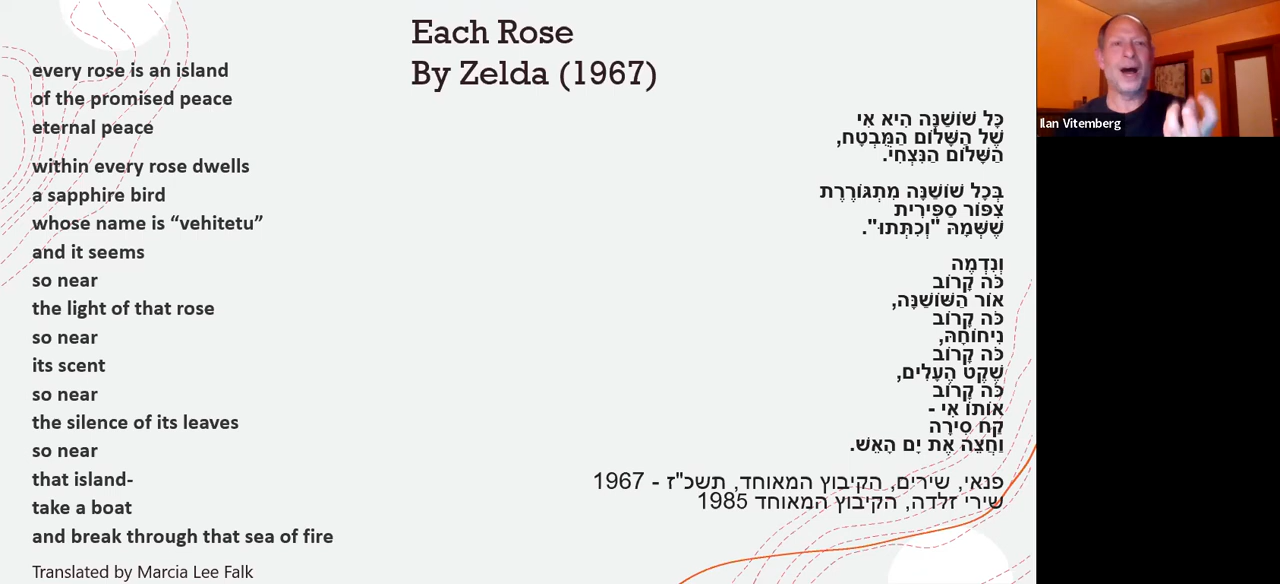 Each Rose
By Zelda (1967)
every rose is an island
of the promised peace
eternal peace
within every rose dwells
a sapphire bird
whose name is “vehitetu”
and it seems
so near
the light of that rose
so near
its scent
so near
the silence of its leaves
so near
that island-
take a boat
and break through that sea of fire
Translated by Marcia Lee Falk
כָּל שׁוֹשַׁנָּה הִיא אִי
שֶׁל הַשָּׁלוֹם הַמֻּבְטָח,
הַשָּׁלוֹם הַנִּצְחִי.
בְּכָל שׁוֹשַׁנָּה מִתְגּוֹרֶרֶת
צִפּוֹר סַפִּירִית
שֶׁשְּׁמָהּ "וְכִתְּתוּ".
וְנִדְמֶה
כֹּה קָרוֹב
אוֹר הַשּׁוֹשַׁנָּה,
כֹּה קָרוֹב
נִיחוֹחָהּ,
כֹּה קָרוֹב
שֶׁקֶט הֶעָלִים,
כֹּה קָרוֹב
אוֹתוֹ אִי -
קַח סִירָה
וַחֲצֵה אֶת יָם הָאֵשׁ.
פנאי, שירים, הקיבוץ המאוחד, תשכ"ז - 1967
שירי זלדה, הקיבוץ המאוחד 1985
Ilan Vitemberg